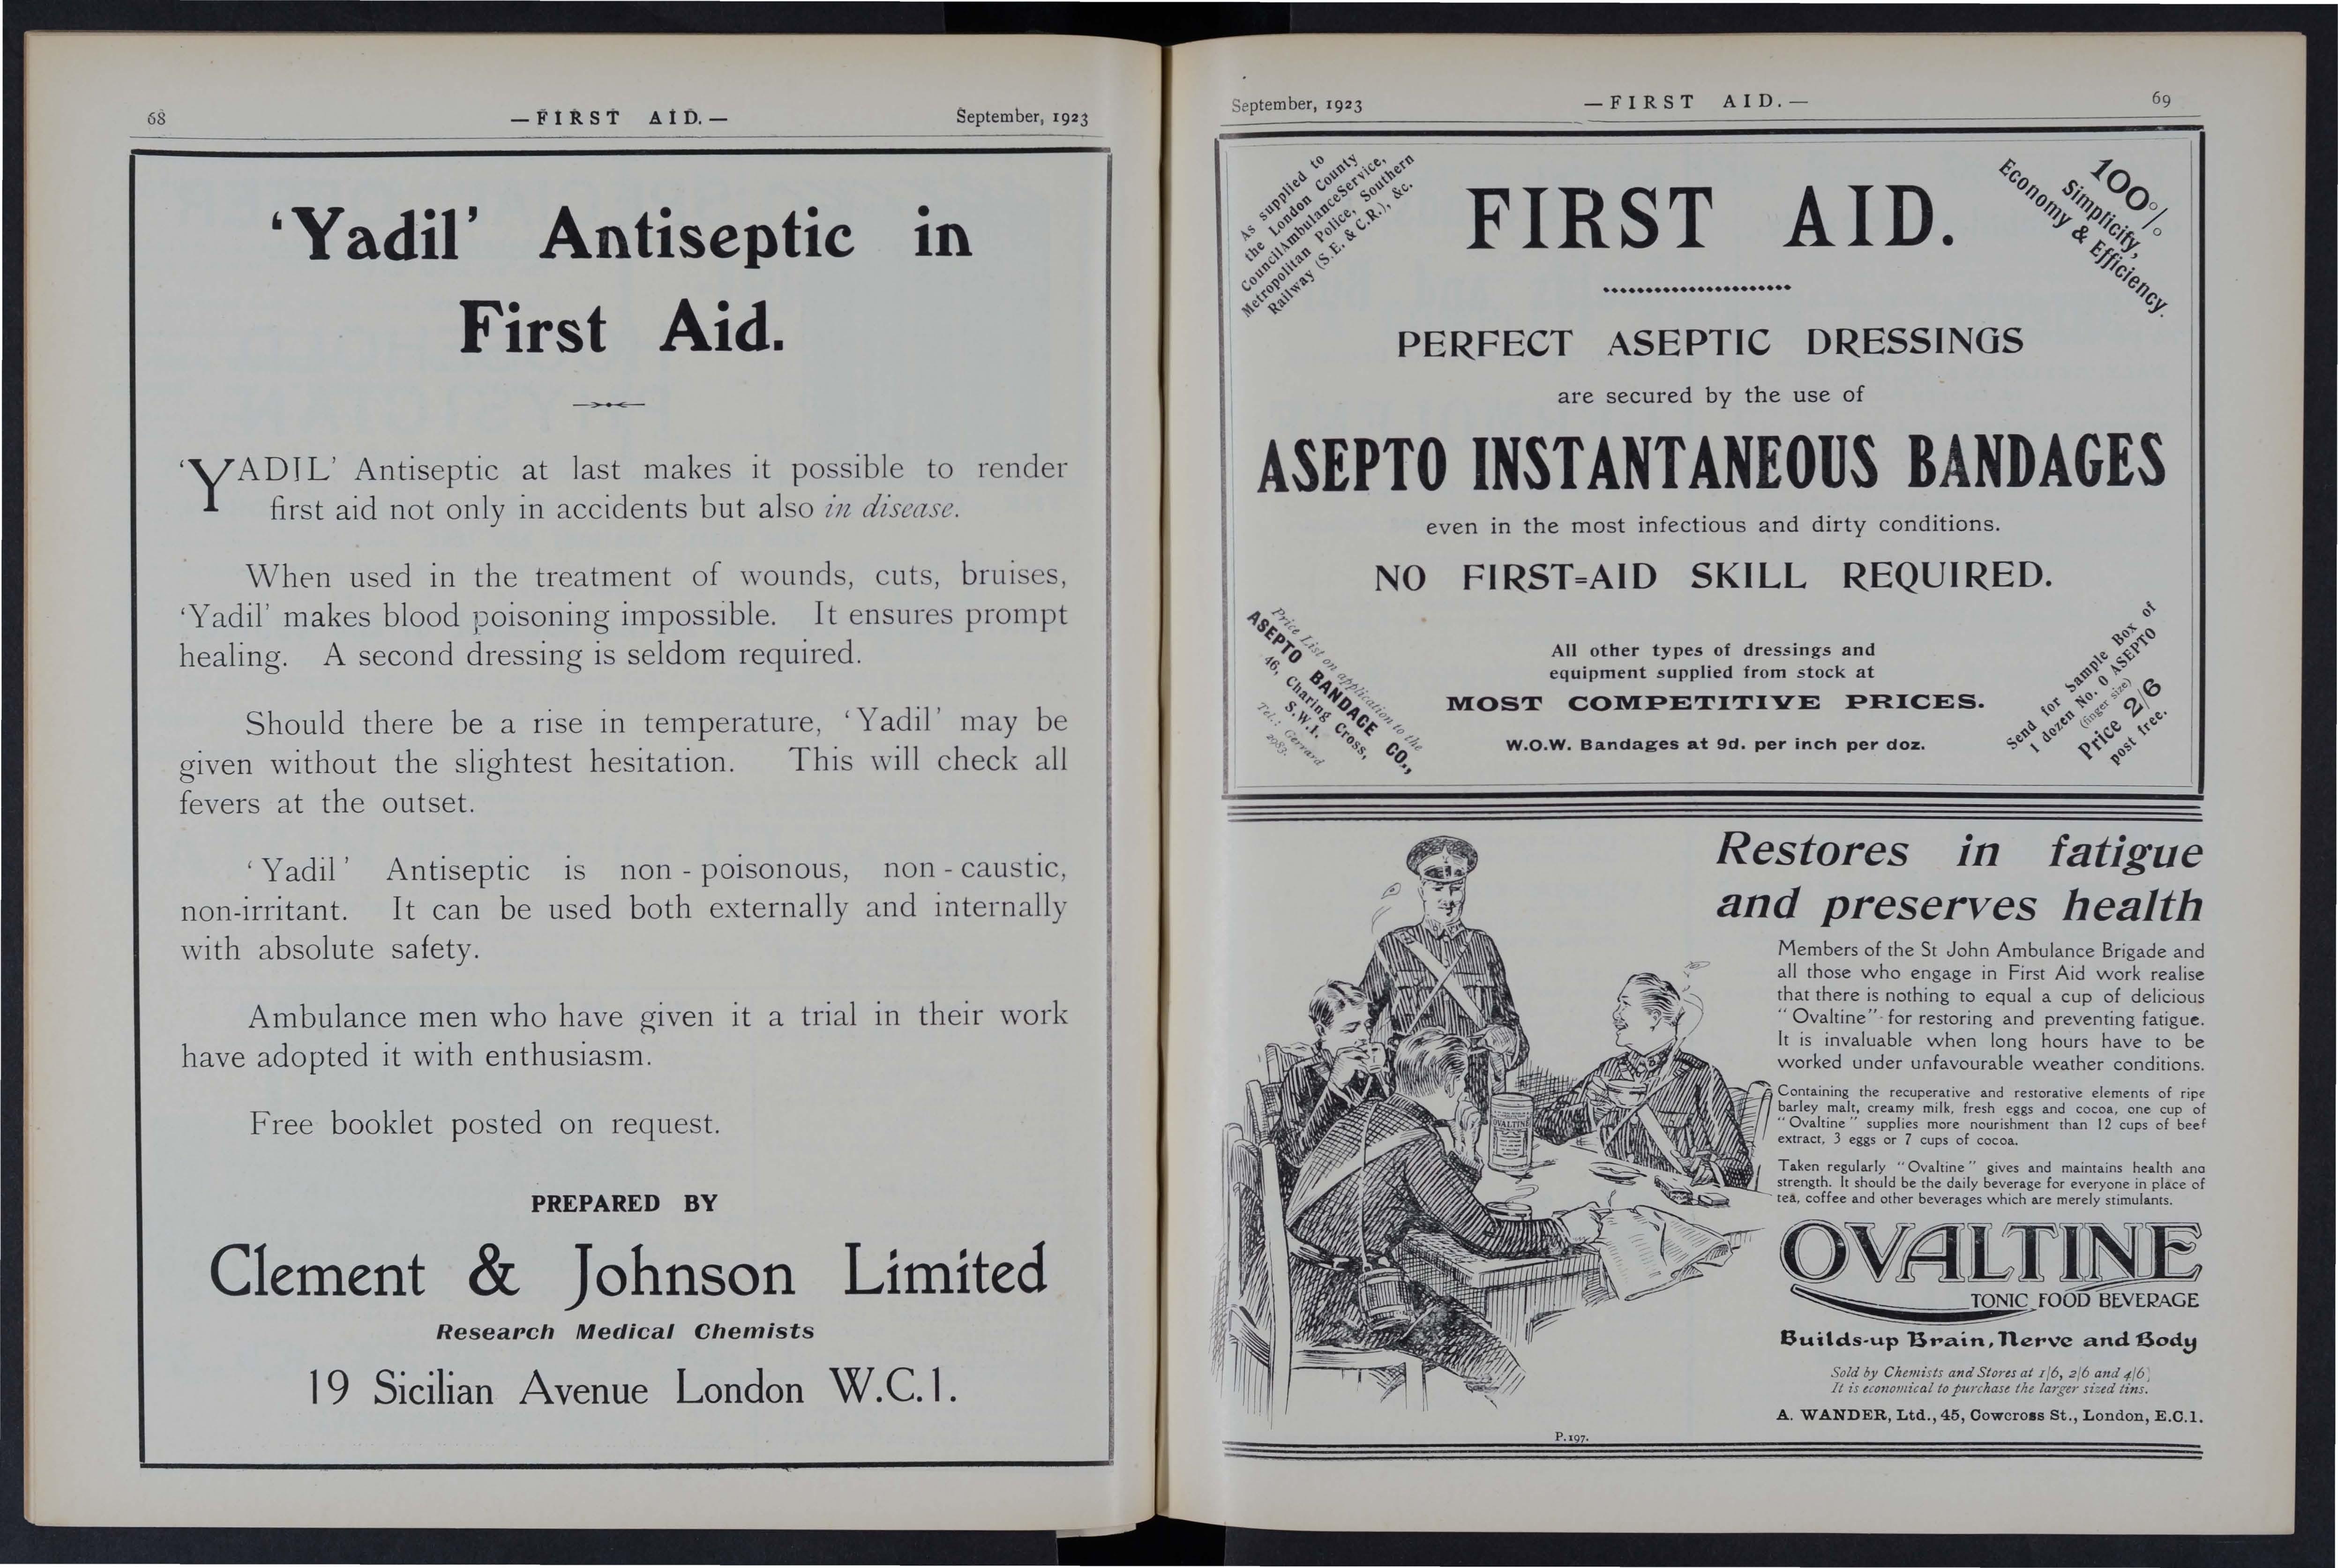 68
—FIRST AID.—
September, 1923
‘Yadil’ Antiseptic in
First Aid.
‘YADIL’ Antiseptic at last makes it possible to render
first aid not only in accidents but also in disease.
When used in the treatment of wounds, cuts, bruises,
‘Yadil’ makes blood poisoning impossible. It ensures prompt
healing. A second dressing is seldom required.
Should there be a rise in temperature, ‘Yadil’ may be
given without the slightest hesitation. This will check all
fevers at the outset.
‘Yadil’ Antiseptic is non-poisonous, non-caustic,
non-irritant. It can be used both externally and internally
with absolute safety.
Ambulance men who have given it a trial in their work
have adopted it with enthusiasm.
Free booklet posted on request.
PREPARED BY
Clement & Johnson Limited
Research Medical Chemists
19 Sicilian Avenue London W.C.1.
September, 1923
—FIRST AID.—
69
As supplied to
the London County
Council Ambulance Service,
Metropolitan Police, Southern
Railway (S.E. & C.R.), &c.
FIRST AID.
100%
Simplicity,
Economy & Efficiency.
PERFECT ASEPTIC DRESSINGS
are secured by the use of
ASEPTO INSTANTANEOUS BANDAGES
even in the most infectious and dirty conditions.
NO FIRST=AID SKILL REQUIRED.
Price List on application to the
ASEPTO BANDAGE CO.,
46, Charing Cross,
S.W.1.
Tel.: Gerrard
2983.
All other types of dressings and
equipment supplied from stock at
MOST COMPETITIVE PRICES.
W.O.W. Bandages at 9d. per inch per doz.
Send for Sample Box of
1 dozen No. 0 ASEPTO
(finger size)
Price 2/6
post free.
Restores in fatigue
and preserves health
Members of the St John Ambulance Brigade and
all those who engage in First Aid work realise
that there is nothing to equal a cup of delicious
“Ovaltine” for restoring and preventing fatigue.
It is invaluable when long hours have to be
worked under unfavourable weather conditions.
Containing the recuperative and restorative elements of ripe
barley malt, creamy milk, fresh eggs and cocoa, one cup of
“Ovaltine” supplies more nourishment than 12 cups of beef
extract, 3 eggs or 7 cups of cocoa.
Taken regularly “Ovaltine” gives and maintains health and
strength. It should be the daily beverage for everyone in place of
tea, coffee and other beverages which are merely stimulants.
OVALTINE
OVALTINE
TONIC FOOD BEVERAGE
Builds-up Brain, Nerve and Body
Sold by Chemists and Stores at 1/6, 2/6 and 4/6
It is economical to purchase the larger sized tins.
A. WANDER, Ltd., 45, Cowcross St., London, E.C.1.
P.197.